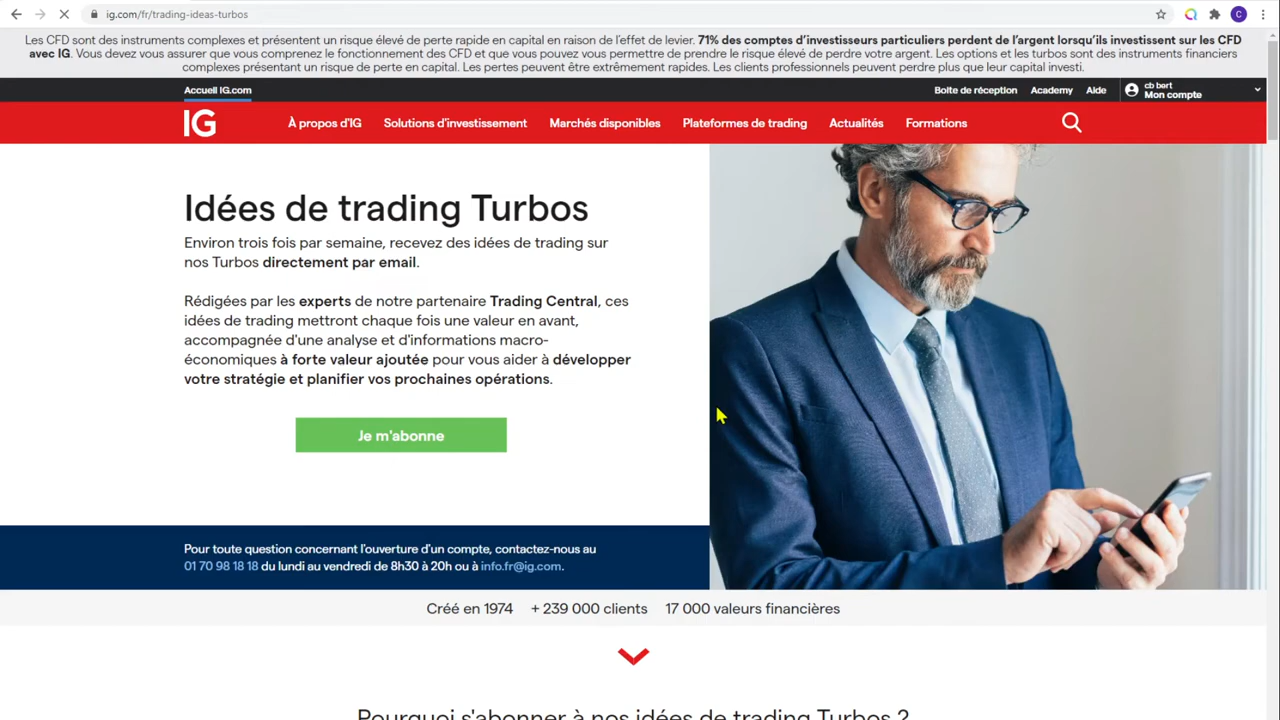 ig.com/fr/trading-ideas-turbos
C
Les CFD sont des instruments complexes et présentent un risque élevé de perte rapide en capital en raison de l'effet de levier. 71% des comptes d'investisseurs particuliers perdent de l'argent lorsqu'ils investissent sur les CFD
avec IG. Vous devez vous assurer que vous comprenez le fonctionnement des CFD et que vous pouvez vous permettre de prendre le risque élevé de perdre votre argent. Les options et les turbos sont des instruments financiers
complexes présentant un risque de perte en capital. Les pertes peuvent être extrêmement rapides. Les clients professionnels peuvent perdre plus que leur capital investi.
Accueil IG.com
Boite de réception Academy Aide
cb bert
Mon compte
IG À propos d'IG Solutions d'investissement Marchés disponibles Plateformes de trading Actualités Formations
Idées de trading Turbos
Environ trois fois par semaine, recevez des idées de trading sur
nos Turbos directement par email.
Rédigées par les experts de notre partenaire Trading Central, ces
idées de trading mettront chaque fois une valeur en avant,
accompagnée d'une analyse et d'informations macro-
économiques à forte valeur ajoutée pour vous aider à développer
votre stratégie et planifier vos prochaines opérations.
Je m'abonne
Pour toute question concernant l'ouverture d'un compte, contactez-nous au
01 70 98 18 18 du lundi au vendredi de 8h30 à 20h ou à info.fr@ig.com.
Créé en 1974 + 239 000 clients 17 000 valeurs financières
Pourquoi s'abonner à nos idées de trading Turbos ?